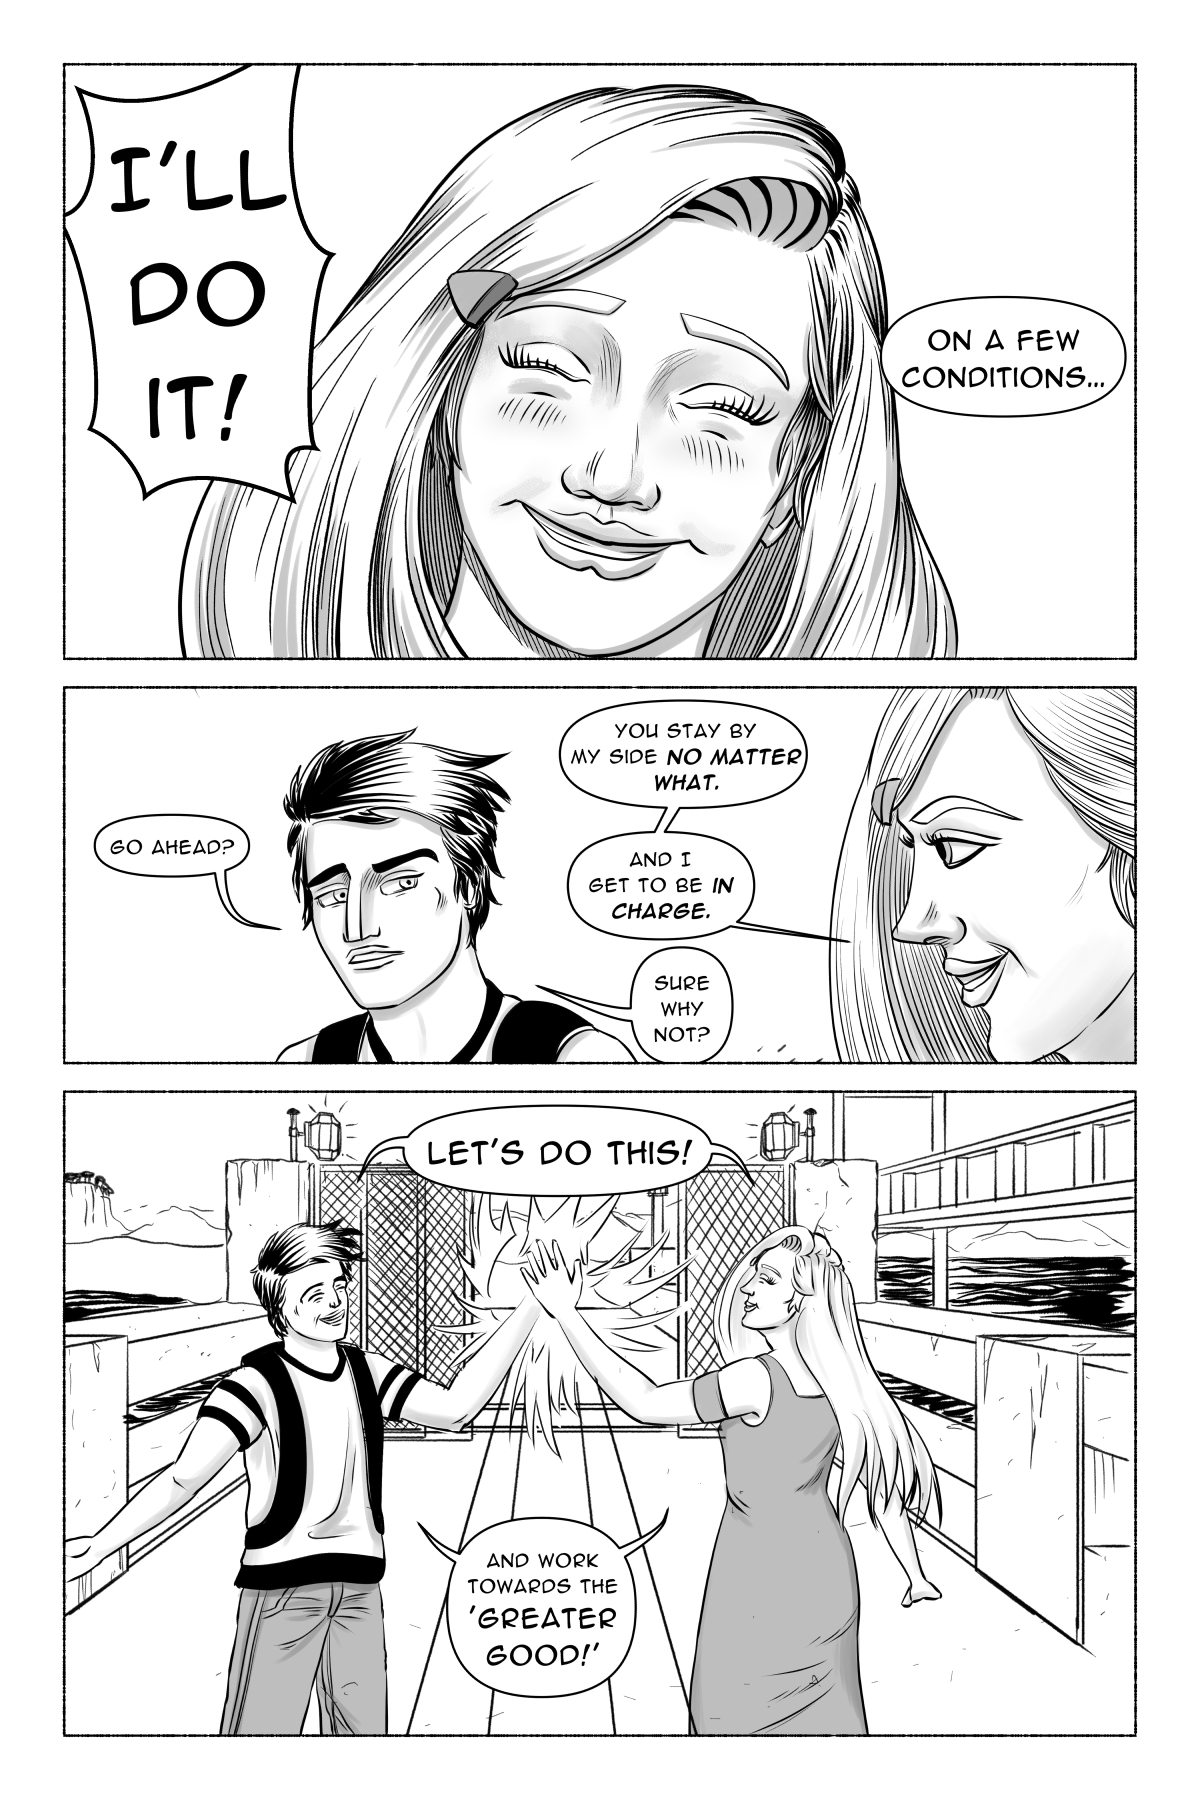 I'LL
DO
IT!
ON A FEW
CONDITIONS...
GO AHEAD?
YOU STAY BY
MY SIDE NO MATTER
WHAT.
AND I
GET TO BE IN
CHARGE.
SURE
WHY
NOT?
LET'S DO THIS!
AND WORK
TOWARDS THE
'GREATER
GOOD!'